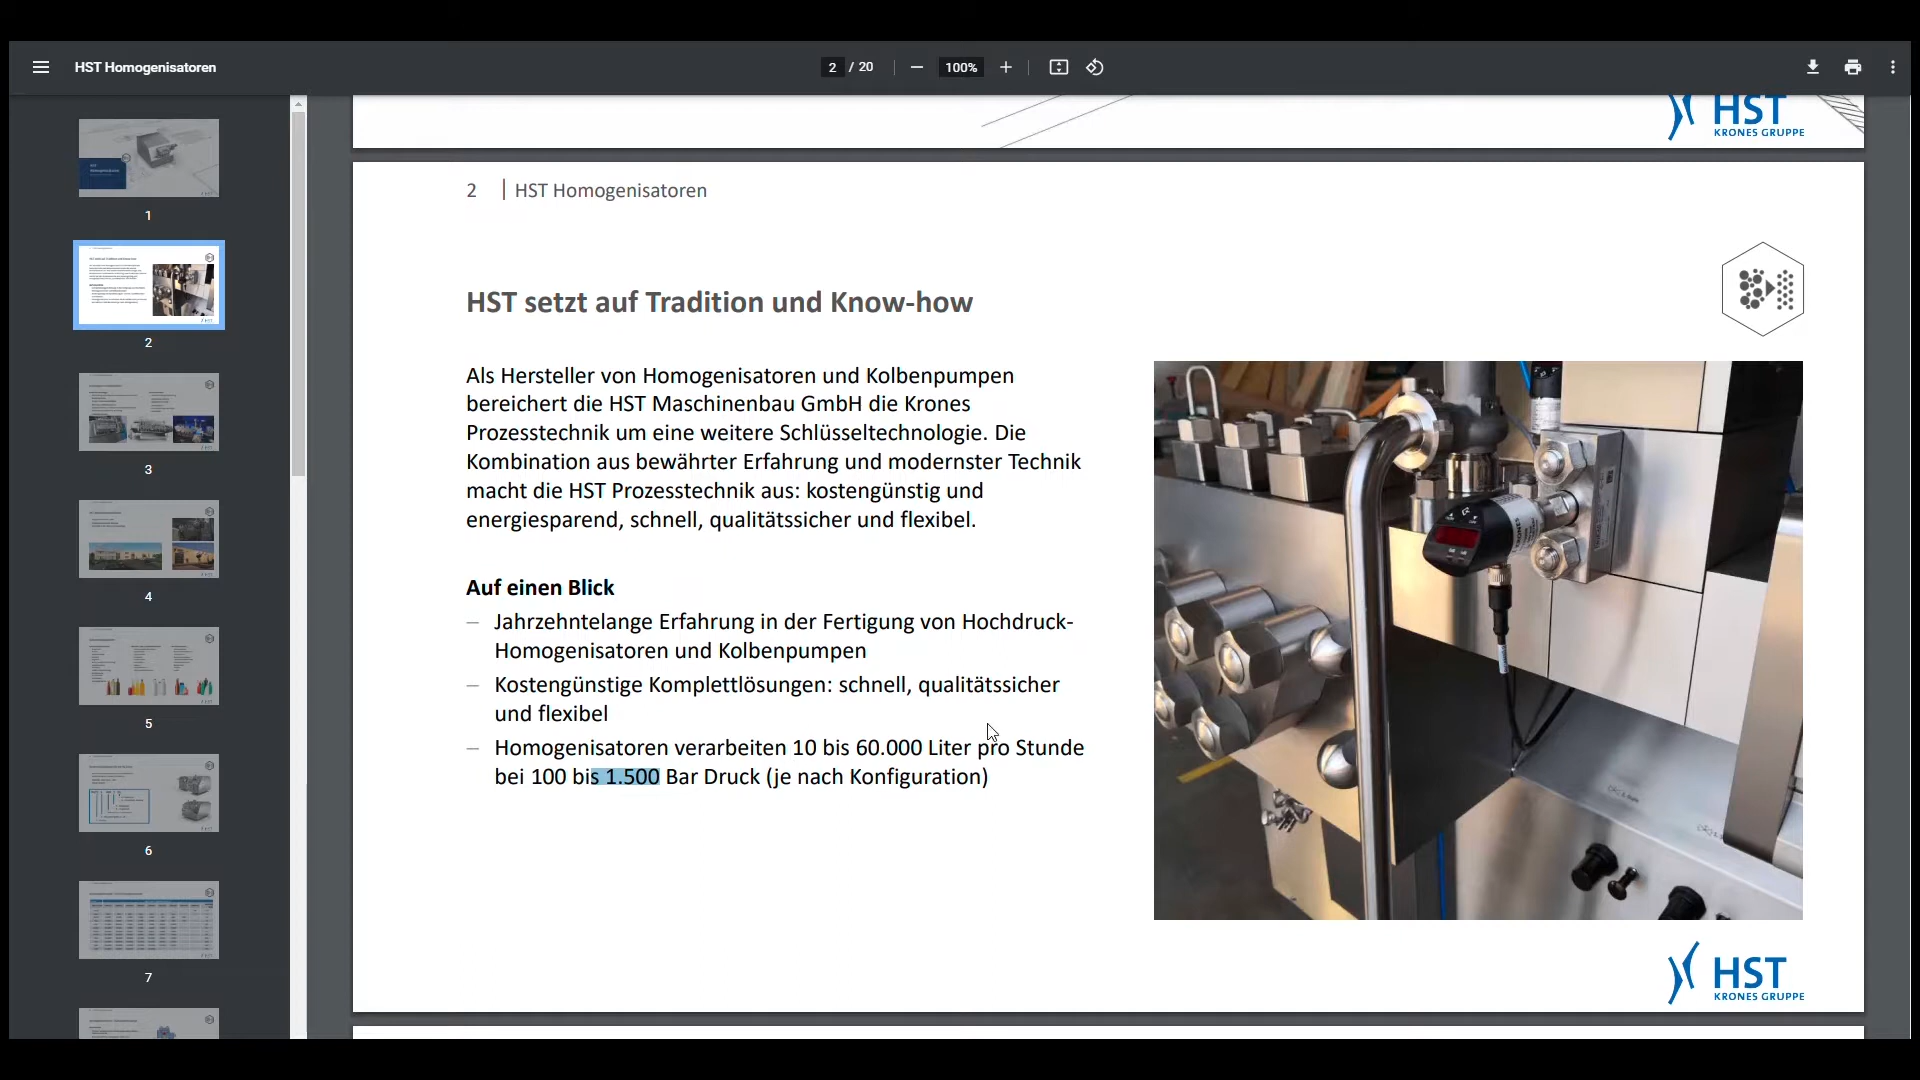 HST Homogenisatoren
2 / 20
100%
HST
KRONES GRUPPE
1
2
3
4
5
6
7
2 | HST Homogenisatoren
HST setzt auf Tradition und Know-how
Als Hersteller von Homogenisatoren und Kolbenpumpen
bereichert die HST Maschinenbau GmbH die Krones
Prozesstechnik um eine weitere Schlüsseltechnologie. Die
Kombination aus bewährter Erfahrung und modernster Technik
macht die HST Prozesstechnik aus: kostengünstig und
energiesparend, schnell, qualitätssicher und flexibel.
Auf einen Blick
– Jahrzehntelange Erfahrung in der Fertigung von Hochdruck-
Homogenisatoren und Kolbenpumpen
– Kostengünstige Komplettlösungen: schnell, qualitätssicher
und flexibel
– Homogenisatoren verarbeiten 10 bis 60.000 Liter pro Stunde
bei 100 bis 1.500 Bar Druck (je nach Konfiguration)
HST
KRONES GRUPPE